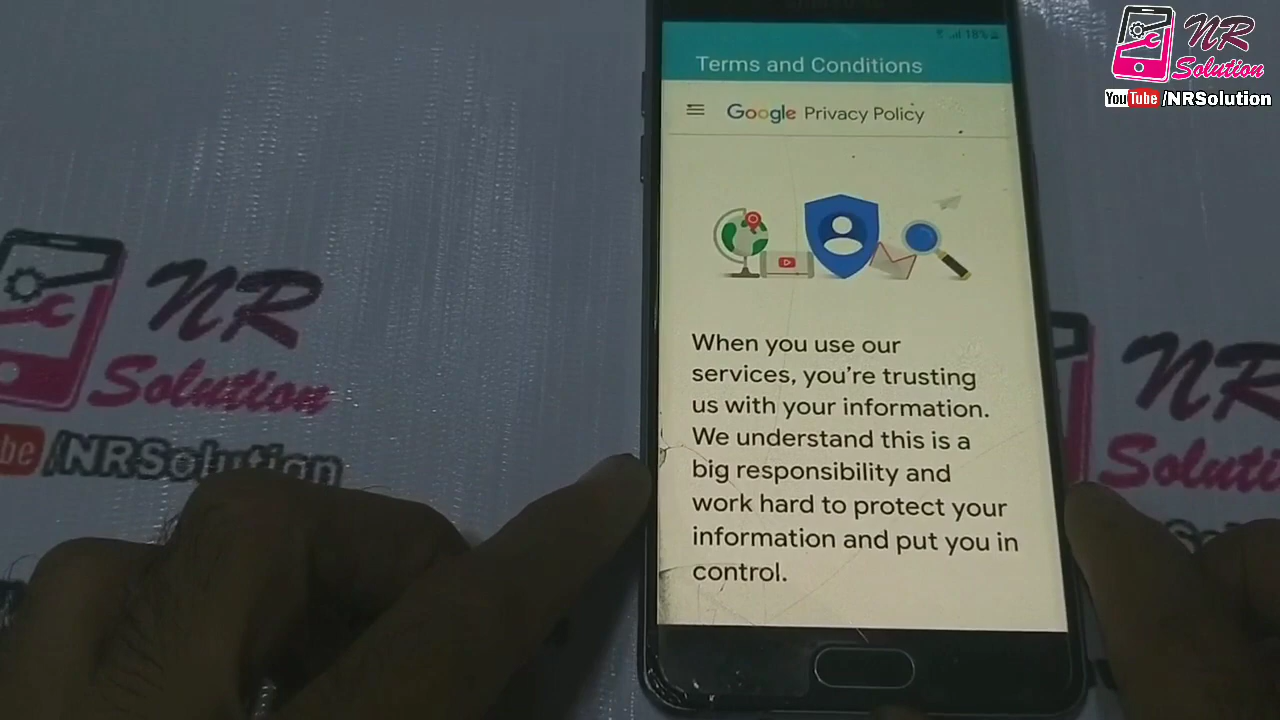 18%
Terms and Conditions
Google Privacy Policy
When you use our
services, you're trusting
us with your information.
We understand this is a
big responsibility and
work hard to protect your
information and put you in
control.
NR
Solution
YouTube /NRSolution
NR
Solution
be /NRSolution
NR
Solution